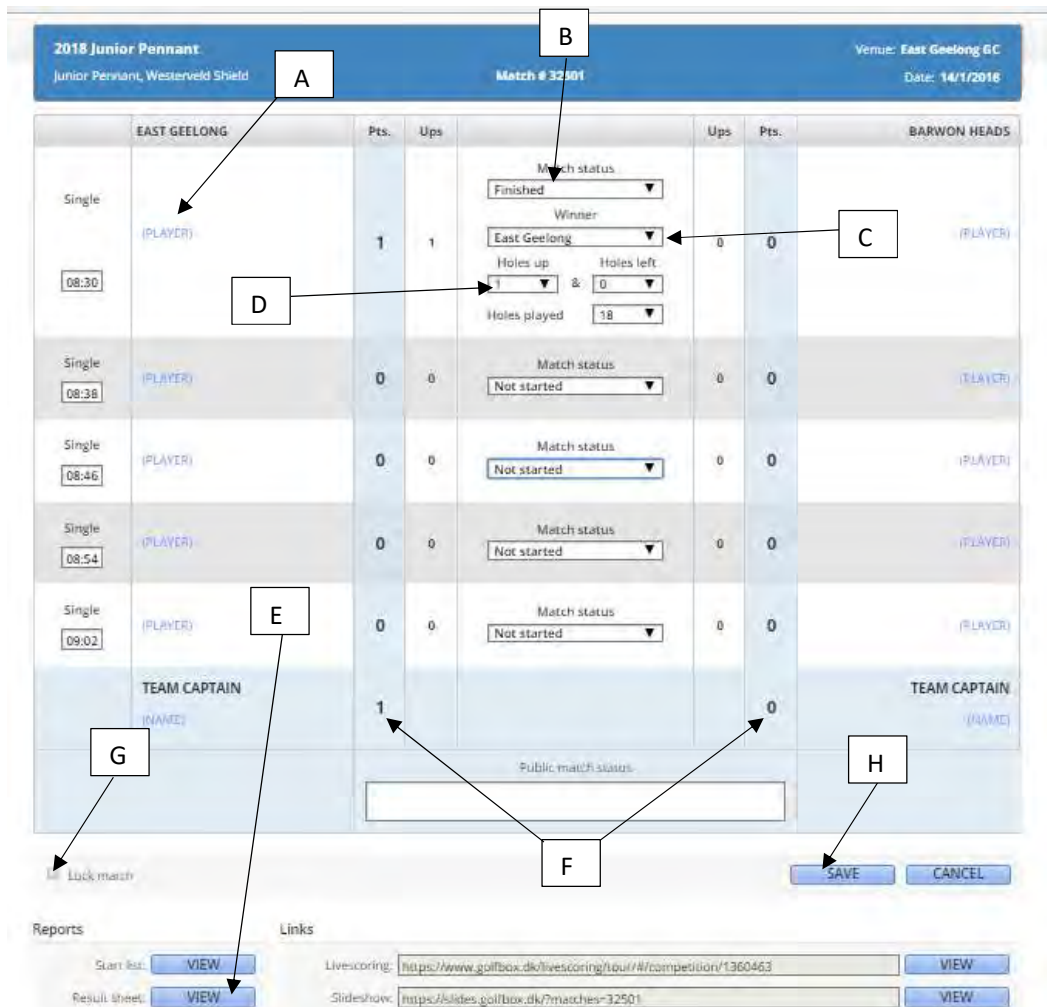 B
2018 Junior Pennant Venue: East Geelong GC
A
Junior Pennant, Westerveld Shield Match # 32501 Date: 14/1/2018
EAST GEELONG Pts. Ups Ups Pts. BARWON HEADS
Match status
Single Finished
Winner
(PLAYER) 1 1 East Geelong 0 0 C (PLAYER)
Holes up Holes left
08:30 D 1 & 0
Holes played 18
Single Match status
(PLAYER) 0 0 Not started 0 0 (PLAYER)
08:38
Single Match status
(PLAYER) 0 0 Not started 0 0 (PLAYER)
08:46
Single Match status
(PLAYER) 0 0 Not started 0 0 (PLAYER)
08:54
Single E Match status
(PLAYER) 0 0 Not started 0 0 (PLAYER)
09:02
TEAM CAPTAIN TEAM CAPTAIN
(NAME) 1 0 (NAME)
G Public match status H
F
Lock match SAVE CANCEL
Reports Links
Start list: VIEW Livescoring: https://www.golfbox.dk/livescoring/tour/#/competition/1360463 VIEW
Result sheet: VIEW Slideshow: https://slides.golfbox.dk/?matches=32501 VIEW